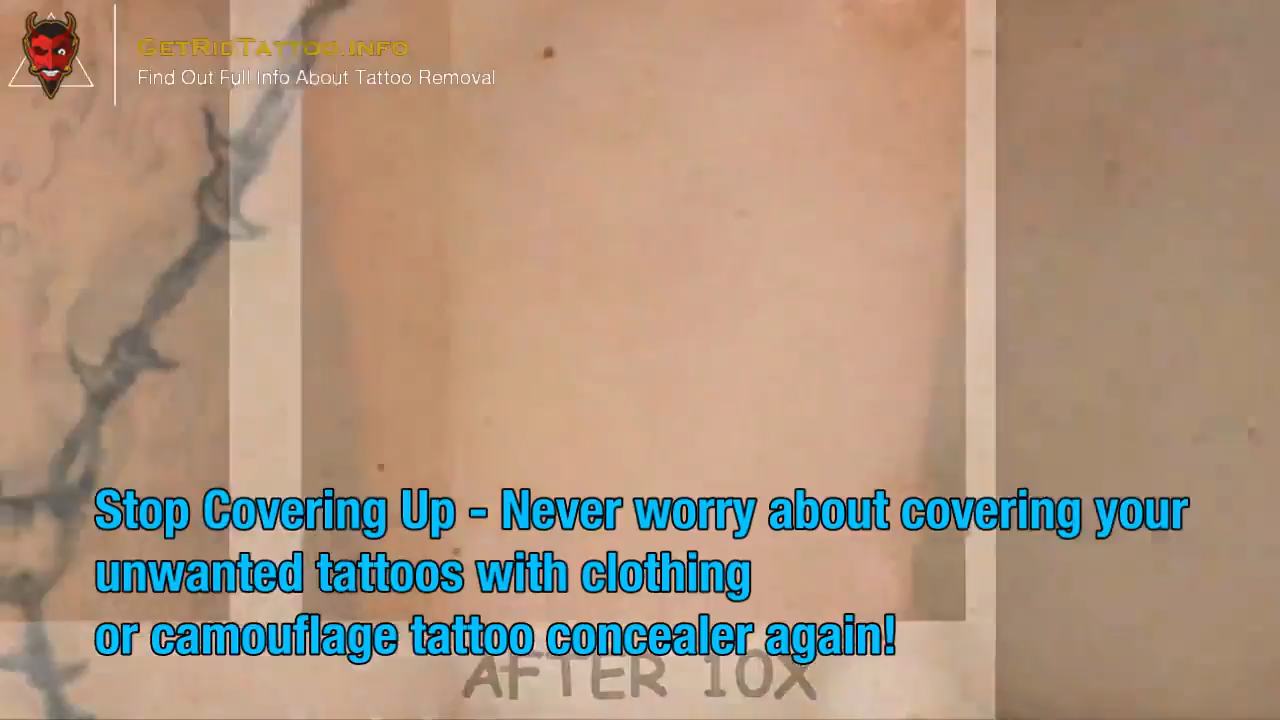 GetRidTattoo.info
Find Out Full Info About Tattoo Removal
Stop Covering Up - Never worry about covering your
unwanted tattoos with clothing
or camouflage tattoo concealer again!
AFTER 10X